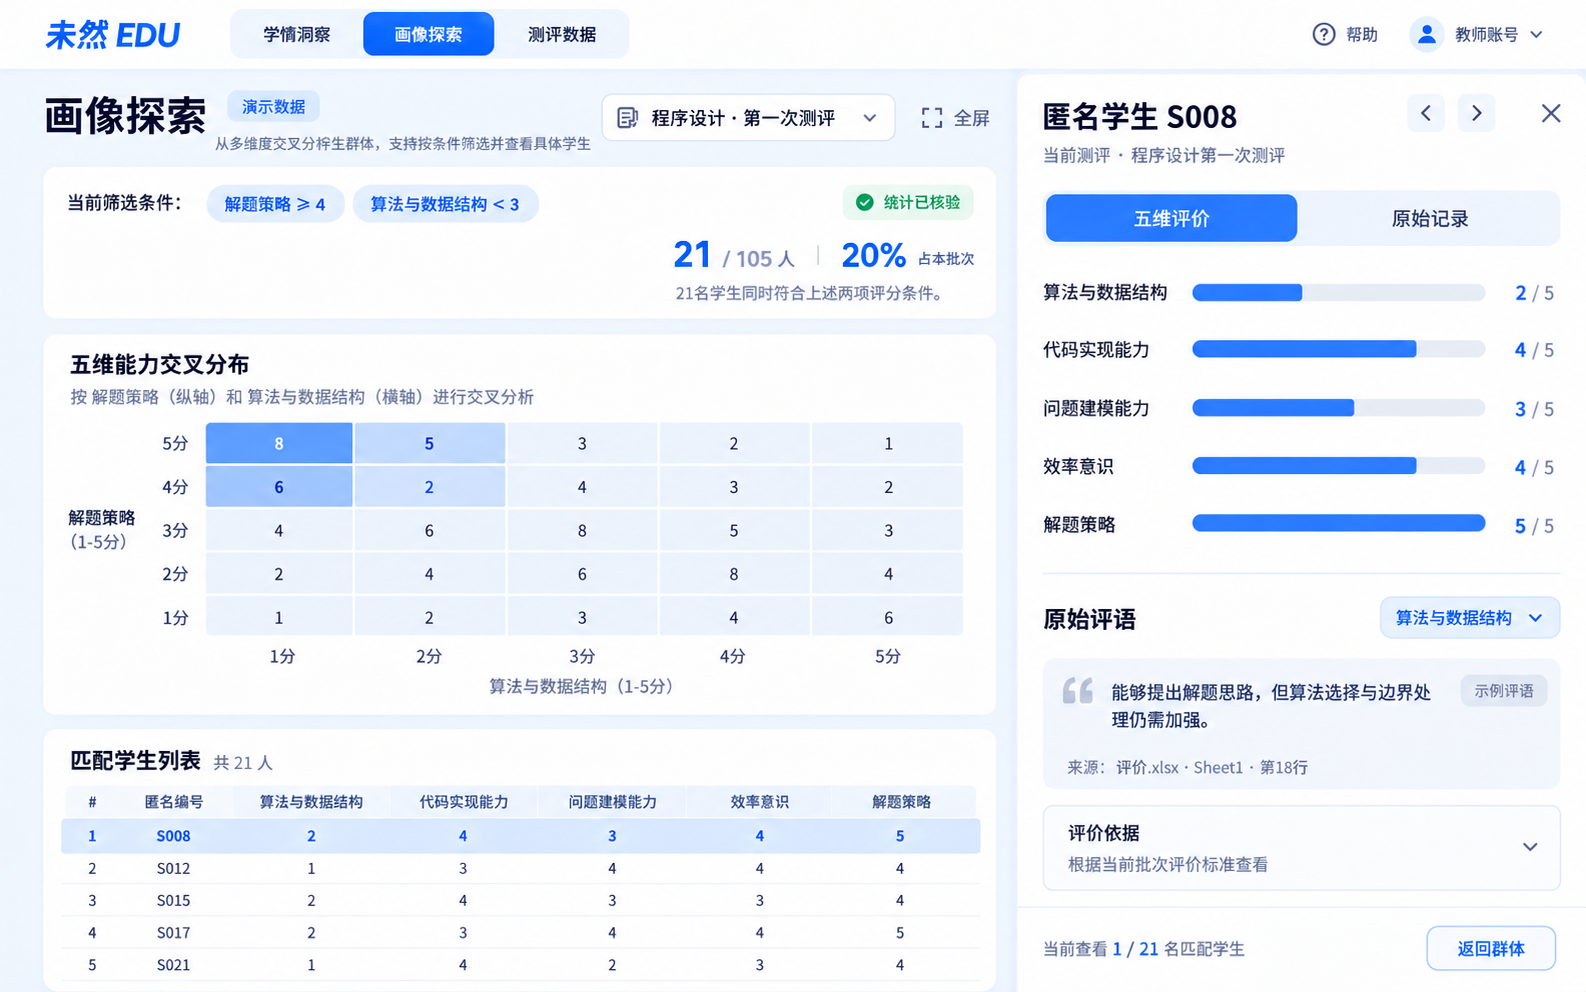 未然 EDU
学情洞察
画像探索
测评数据
帮助
教师账号
画像探索
演示数据
从多维度交叉分析学生群体，支持按条件筛选并查看具体学生
程序设计 · 第一次测评
全屏
当前筛选条件：
解题策略 ≥ 4
算法与数据结构 < 3
统计已核验
21 / 105 人
20% 占本批次
21名学生同时符合上述两项评分条件。
五维能力交叉分布
按 解题策略（纵轴）和 算法与数据结构（横轴）进行交叉分析
解题策略
（1-5分）
5分 8 5 3 2 1
4分 6 2 4 3 2
3分 4 6 8 5 3
2分 2 4 6 8 4
1分 1 2 3 4 6
1分 2分 3分 4分 5分
算法与数据结构（1-5分）
匹配学生列表 共 21 人
# 匿名编号 算法与数据结构 代码实现能力 问题建模能力 效率意识 解题策略
1 S008 2 4 3 4 5
2 S012 1 3 4 4 4
3 S015 2 4 3 3 4
4 S017 2 3 4 4 5
5 S021 1 4 2 3 4
匿名学生 S008
当前测评 · 程序设计第一次测评
五维评价
原始记录
算法与数据结构 2 / 5
代码实现能力 4 / 5
问题建模能力 3 / 5
效率意识 4 / 5
解题策略 5 / 5
原始评语
算法与数据结构
能够提出解题思路，但算法选择与边界处
理仍需加强。
示例评语
来源：评价.xlsx · Sheet1 · 第18行
评价依据
根据当前批次评价标准查看
当前查看 1 / 21 名匹配学生
返回群体